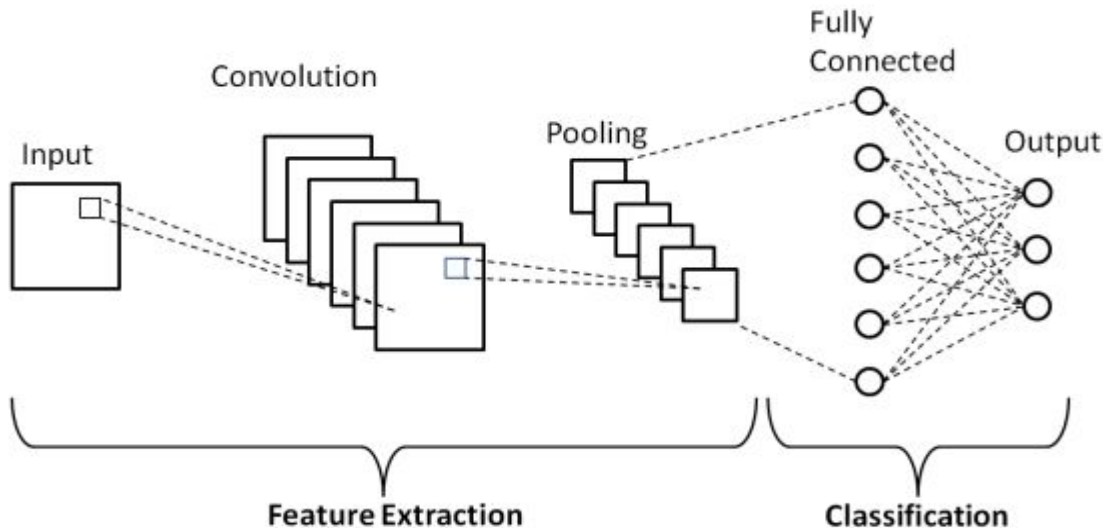 Input
Convolution
Pooling
Fully
Connected
Output
Feature Extraction
Classification